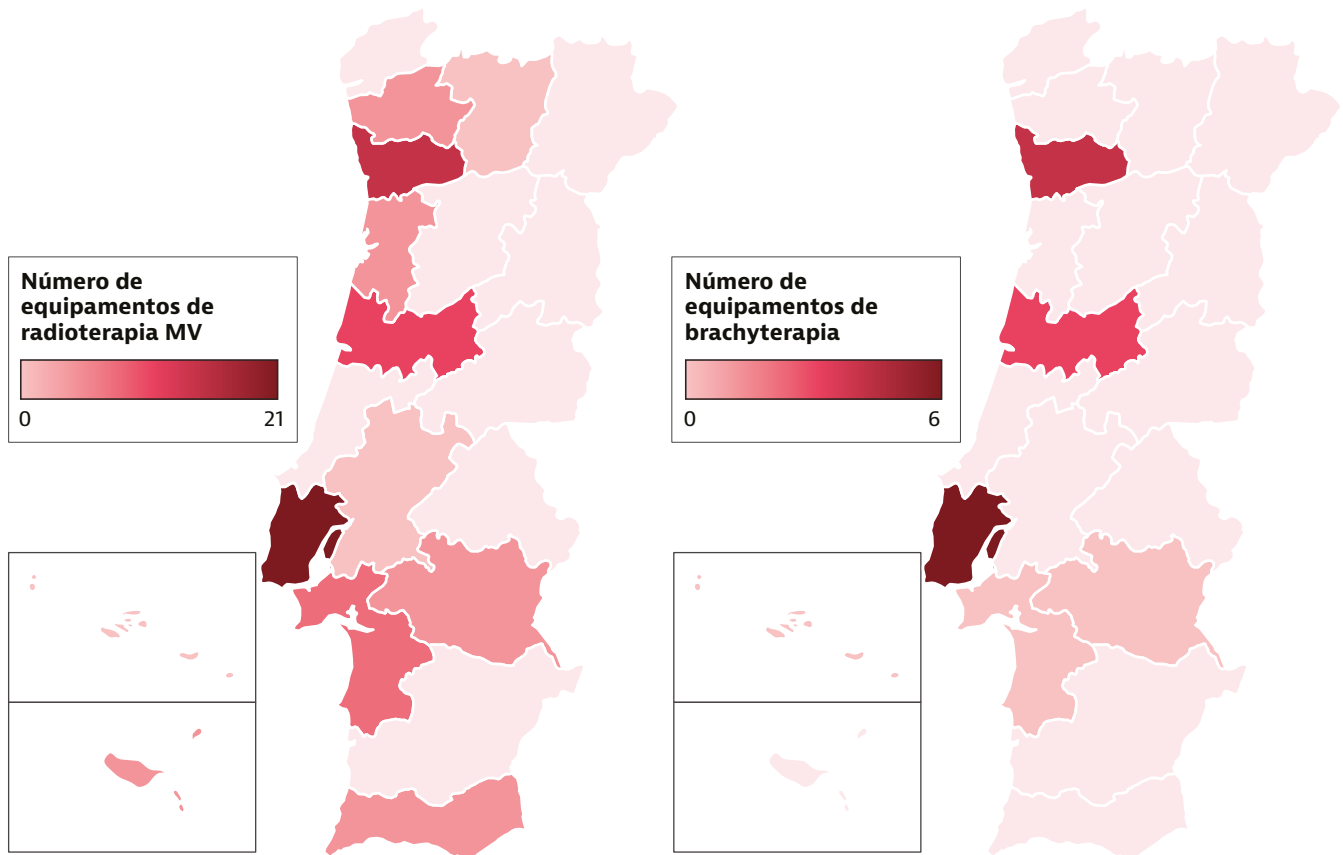 Número de
equipamentos de
radioterapia MV
0 21
Número de
equipamentos de
brachyterapia
0 6